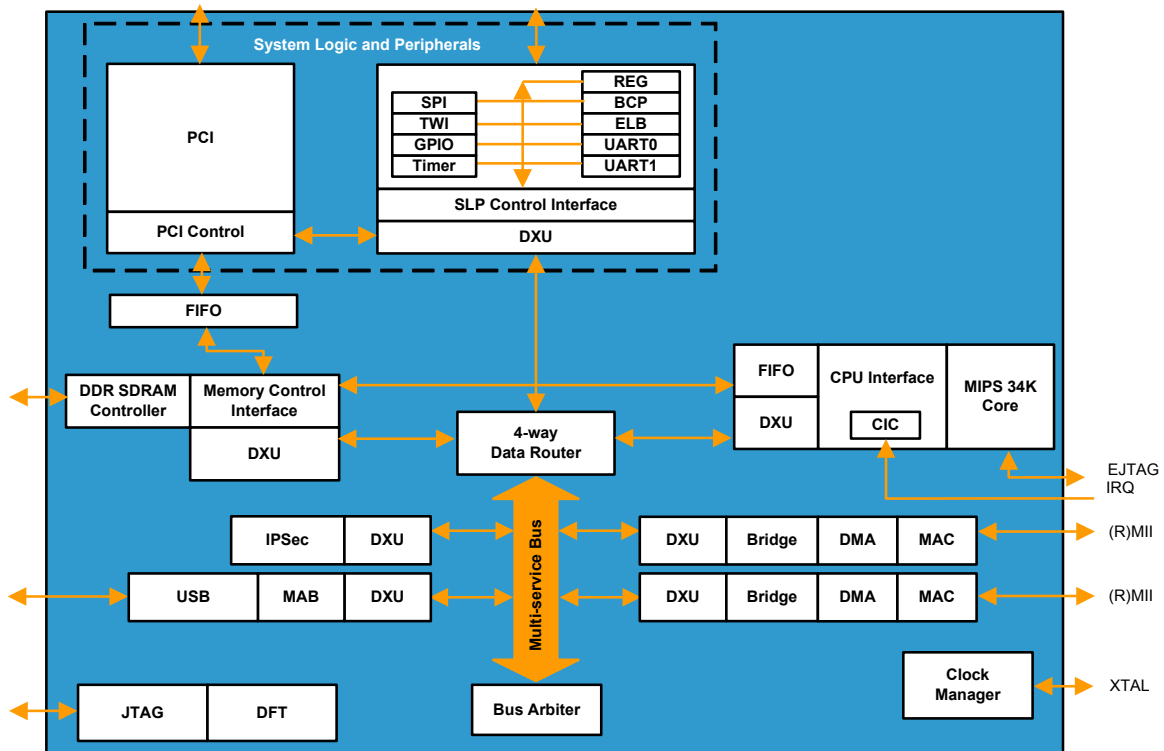 System Logic and Peripherals
PCI
PCI Control
SPI
TWI
GPIO
Timer
REG
BCP
ELB
UART0
UART1
SLP Control Interface
DXU
FIFO
DDR SDRAM
Controller
Memory Control
Interface
DXU
4-way
Data Router
FIFO
DXU
CPU Interface
CIC
MIPS 34K
Core
EJTAG
IRQ
IPSec
DXU
USB
MAB
DXU
Multi-service Bus
DXU
Bridge
DMA
MAC
(R)MII
DXU
Bridge
DMA
MAC
(R)MII
JTAG
DFT
Bus Arbiter
Clock
Manager
XTAL